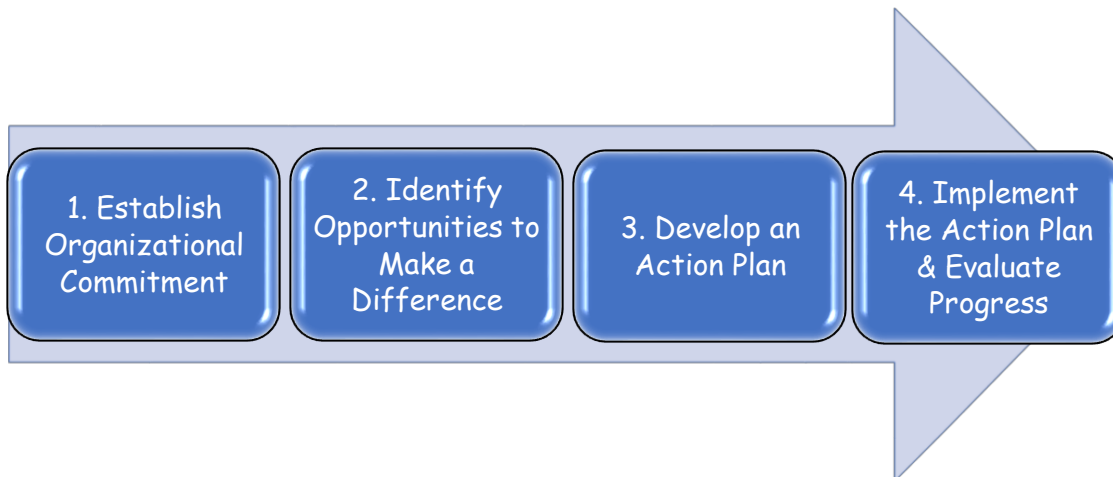 1. Establish
Organizational
Commitment
2. Identify
Opportunities to
Make a
Difference
3. Develop an
Action Plan
4. Implement
the Action Plan
& Evaluate
Progress